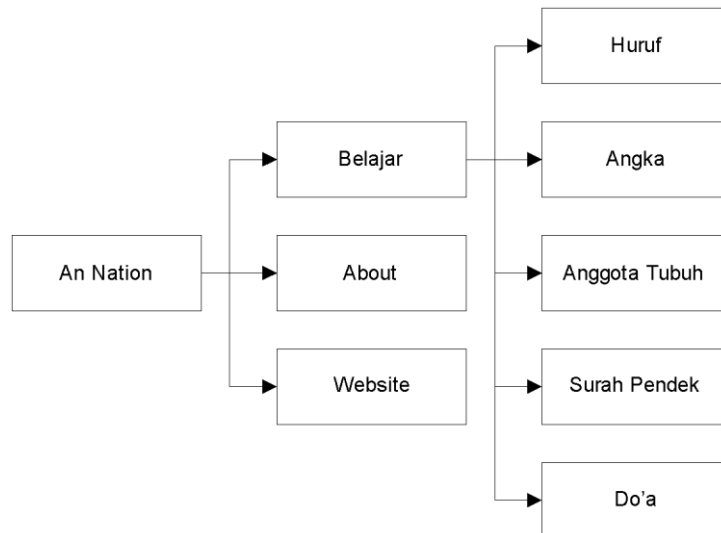 An Nation
Belajar
About
Website
Huruf
Angka
Anggota Tubuh
Surah Pendek
Do’a